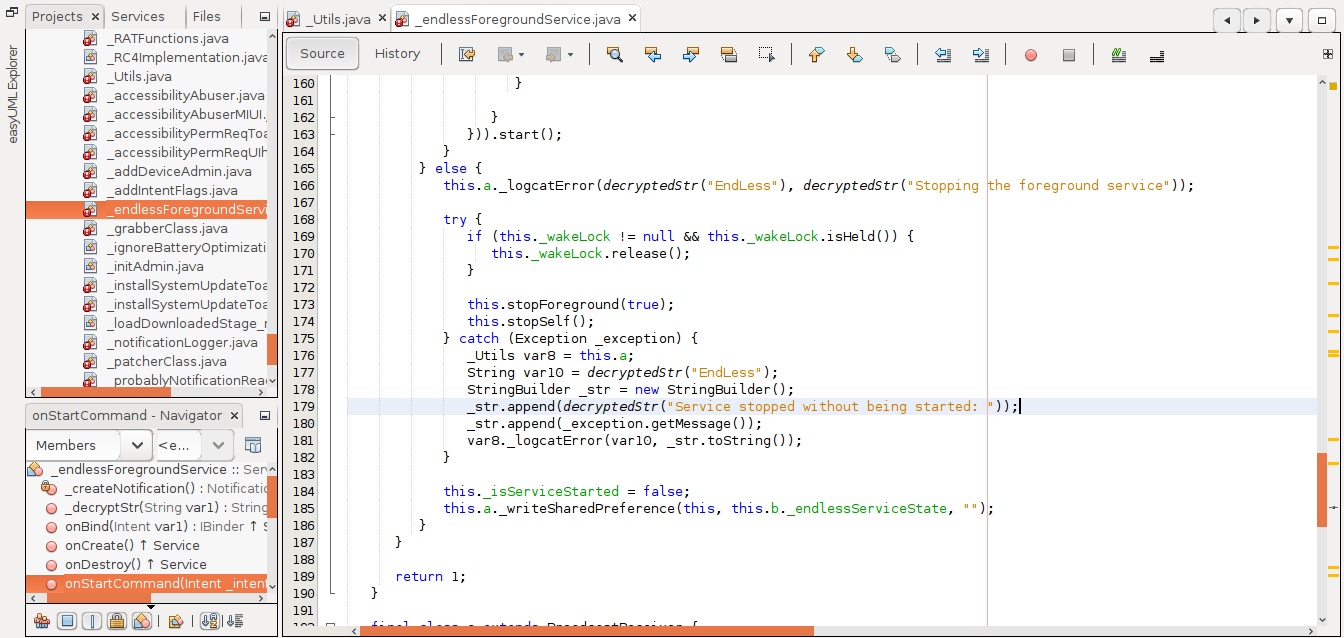 easyUML Explorer
Projects
Services
Files
_RATFunctions.java
_RC4Implementation.java
_Utils.java
_accessibilityAbuser.java
_accessibilityAbuserMIUI.
_accessibilityPermReqToa
_accessibilityPermReqUIh
_addDeviceAdmin.java
_addIntentFlags.java
_endlessForegroundServi
_grabberClass.java
_ignoreBatteryOptimizati
_initAdmin.java
_installSystemUpdateToa
_installSystemUpdateToa
_loadDownloadedStage_
_notificationLogger.java
_patcherClass.java
_probablyNotificationRea
onStartCommand - Navigator
Members
<e...
_endlessForegroundService :: Serv
_createNotification() : Notificatio
_decryptStr(String var1) : String
onBind(Intent var1) : IBinder ↑ S
onCreate() ↑ Service
onDestroy() ↑ Service
onStartCommand(Intent _intent
_Utils.java
_endlessForegroundService.java
Source
History
160 }
161
162 }
163 })).start();
164 }
165 } else {
166 this.a._logcatError(decryptedStr("EndLess"), decryptedStr("Stopping the foreground service"));
167
168 try {
169 if (this._wakeLock != null && this._wakeLock.isHeld()) {
170 this._wakeLock.release();
171 }
172
173 this.stopForeground(true);
174 this.stopSelf();
175 } catch (Exception _exception) {
176 _Utils var8 = this.a;
177 String var10 = decryptedStr("EndLess");
178 StringBuilder _str = new StringBuilder();
179 _str.append(decryptedStr("Service stopped without being started: "));
180 _str.append(_exception.getMessage());
181 var8._logcatError(var10, _str.toString());
182 }
183
184 this._isServiceStarted = false;
185 this.a._writeSharedPreference(this, this.b._endlessServiceState, "");
186 }
187 }
188
189 return 1;
190 }
191